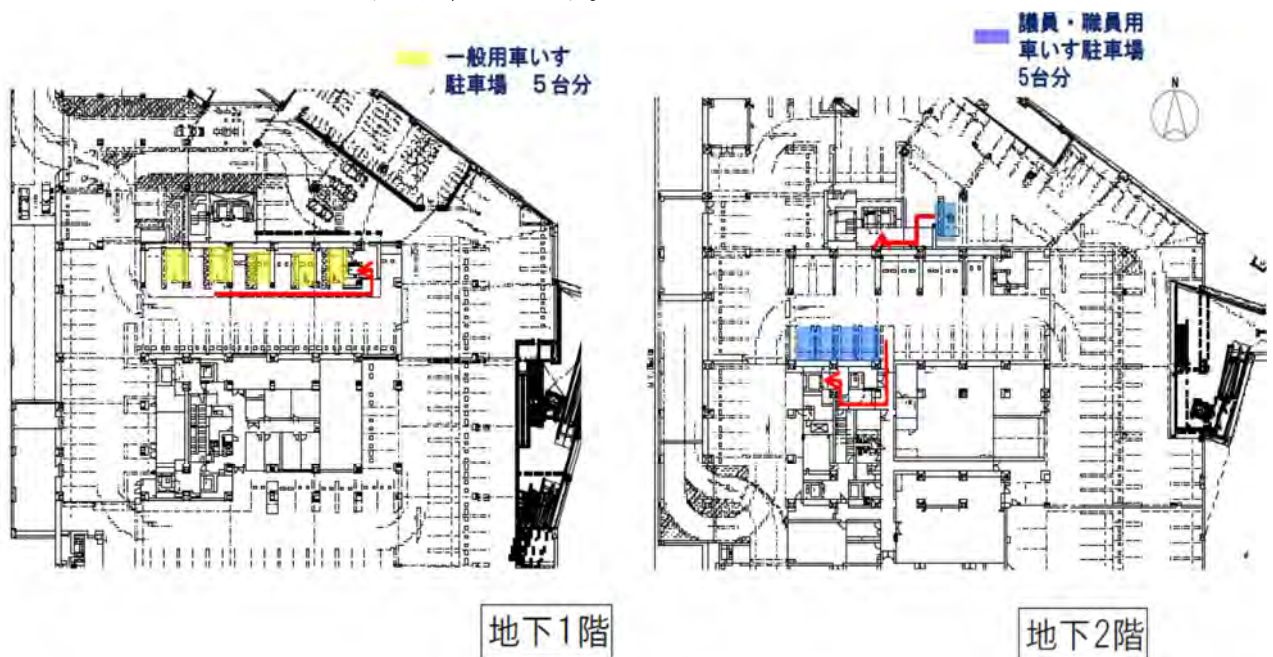 一般用車いす
駐車場 5台分
議員・職員用
車いす駐車場
5台分
N
地下1階
地下2階